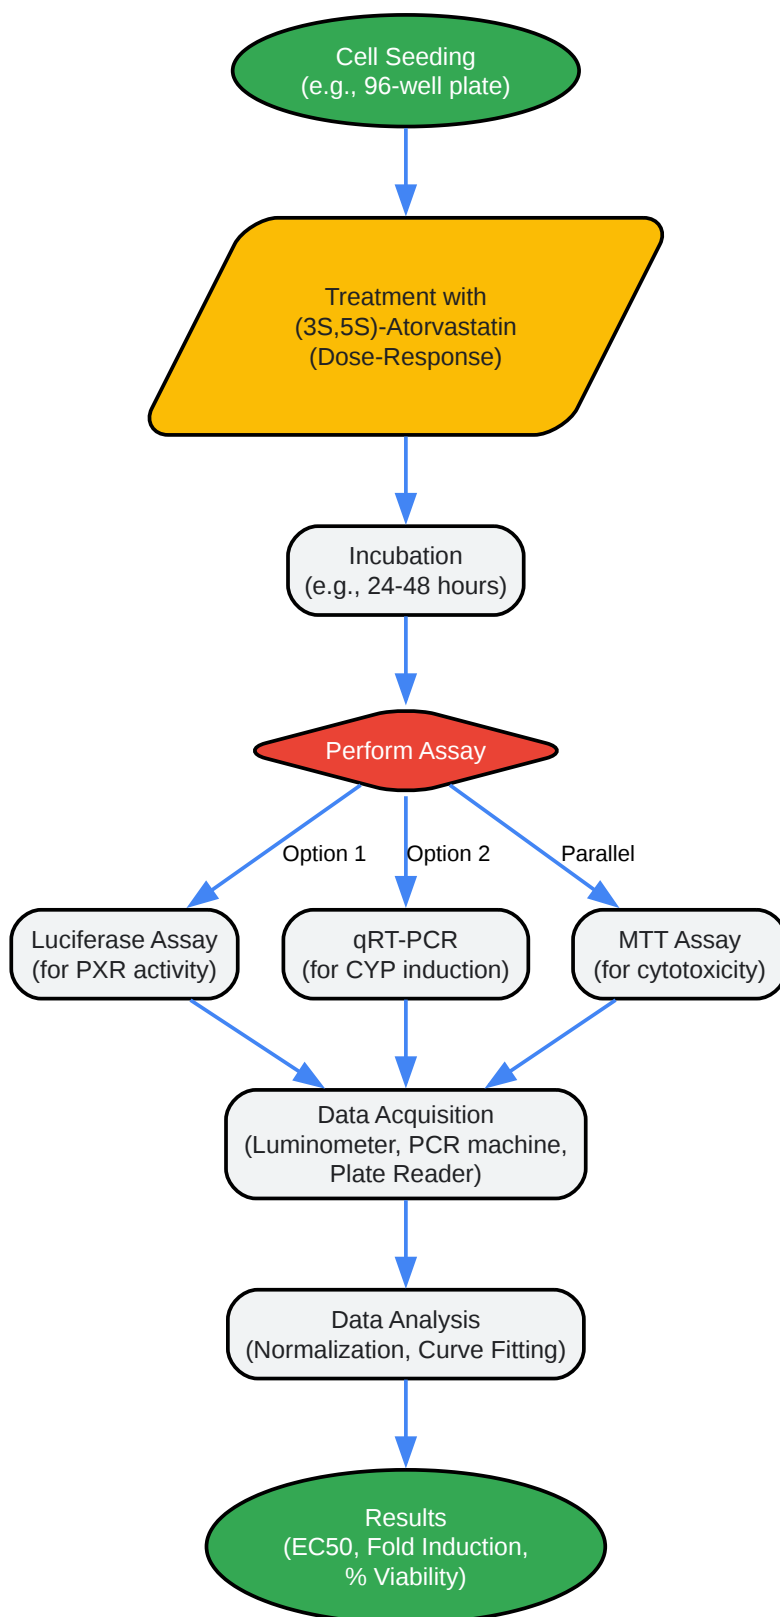 Cell Seeding
(e.g., 96-well plate)
Treatment with
(3S,5S)-Atorvastatin
(Dose-Response)
Incubation
(e.g., 24-48 hours)
Perform Assay
Option 1
Option 2
Parallel
Luciferase Assay
(for PXR activity)
qRT-PCR
(for CYP induction)
MTT Assay
(for cytotoxicity)
Data Acquisition
(Luminometer, PCR machine,
Plate Reader)
Data Analysis
(Normalization, Curve Fitting)
Results
(EC50, Fold Induction,
% Viability)